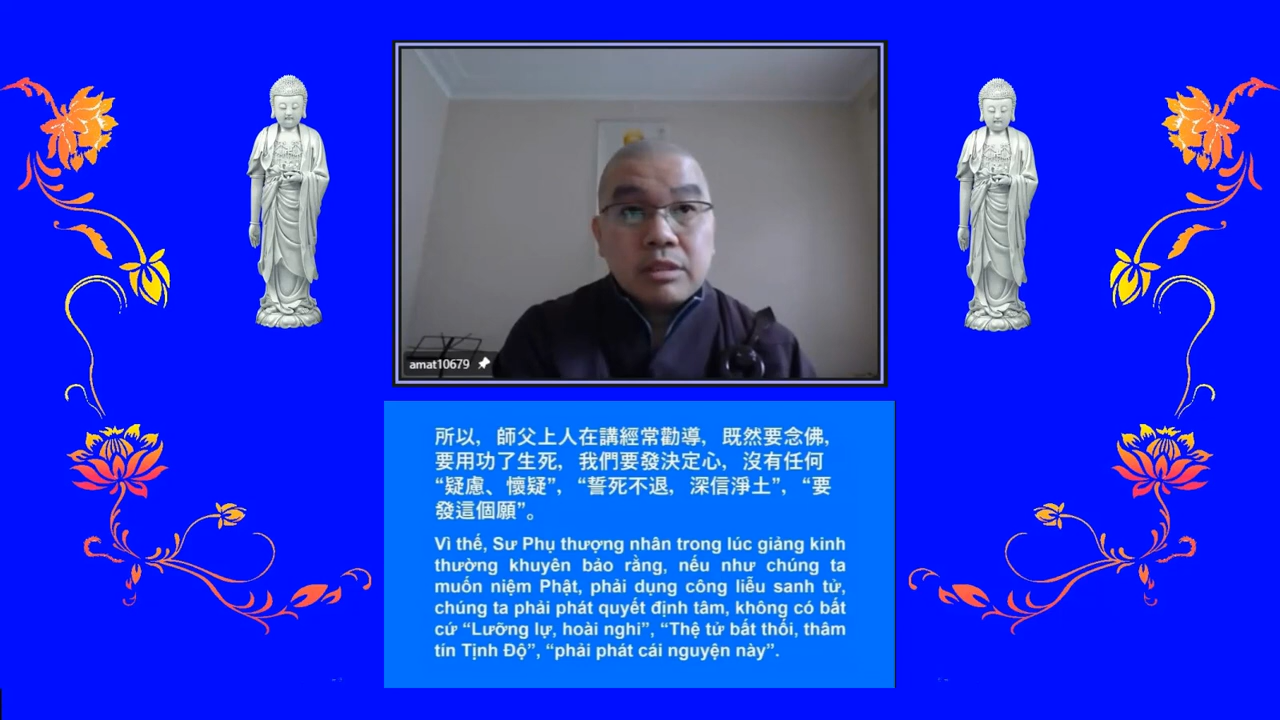 amat10679
所以，師父上人在講經常勸導，既然要念佛，
要用功了生死，我們要發決定心，沒有任何
“疑慮、懷疑”，“誓死不退，深信淨土”，“要
發這個願”。
Vì thế, Sư Phụ thượng nhân trong lúc giảng kinh
thường khuyên bảo rằng, nếu như chúng ta
muốn niệm Phật, phải dụng công liễu sanh tử,
chúng ta phải phát quyết định tâm, không có bất
cứ “Lưỡng lự, hoài nghi”, “Thệ tử bất thối, thâm
tín Tịnh Độ”, “phải phát cái nguyện này”.